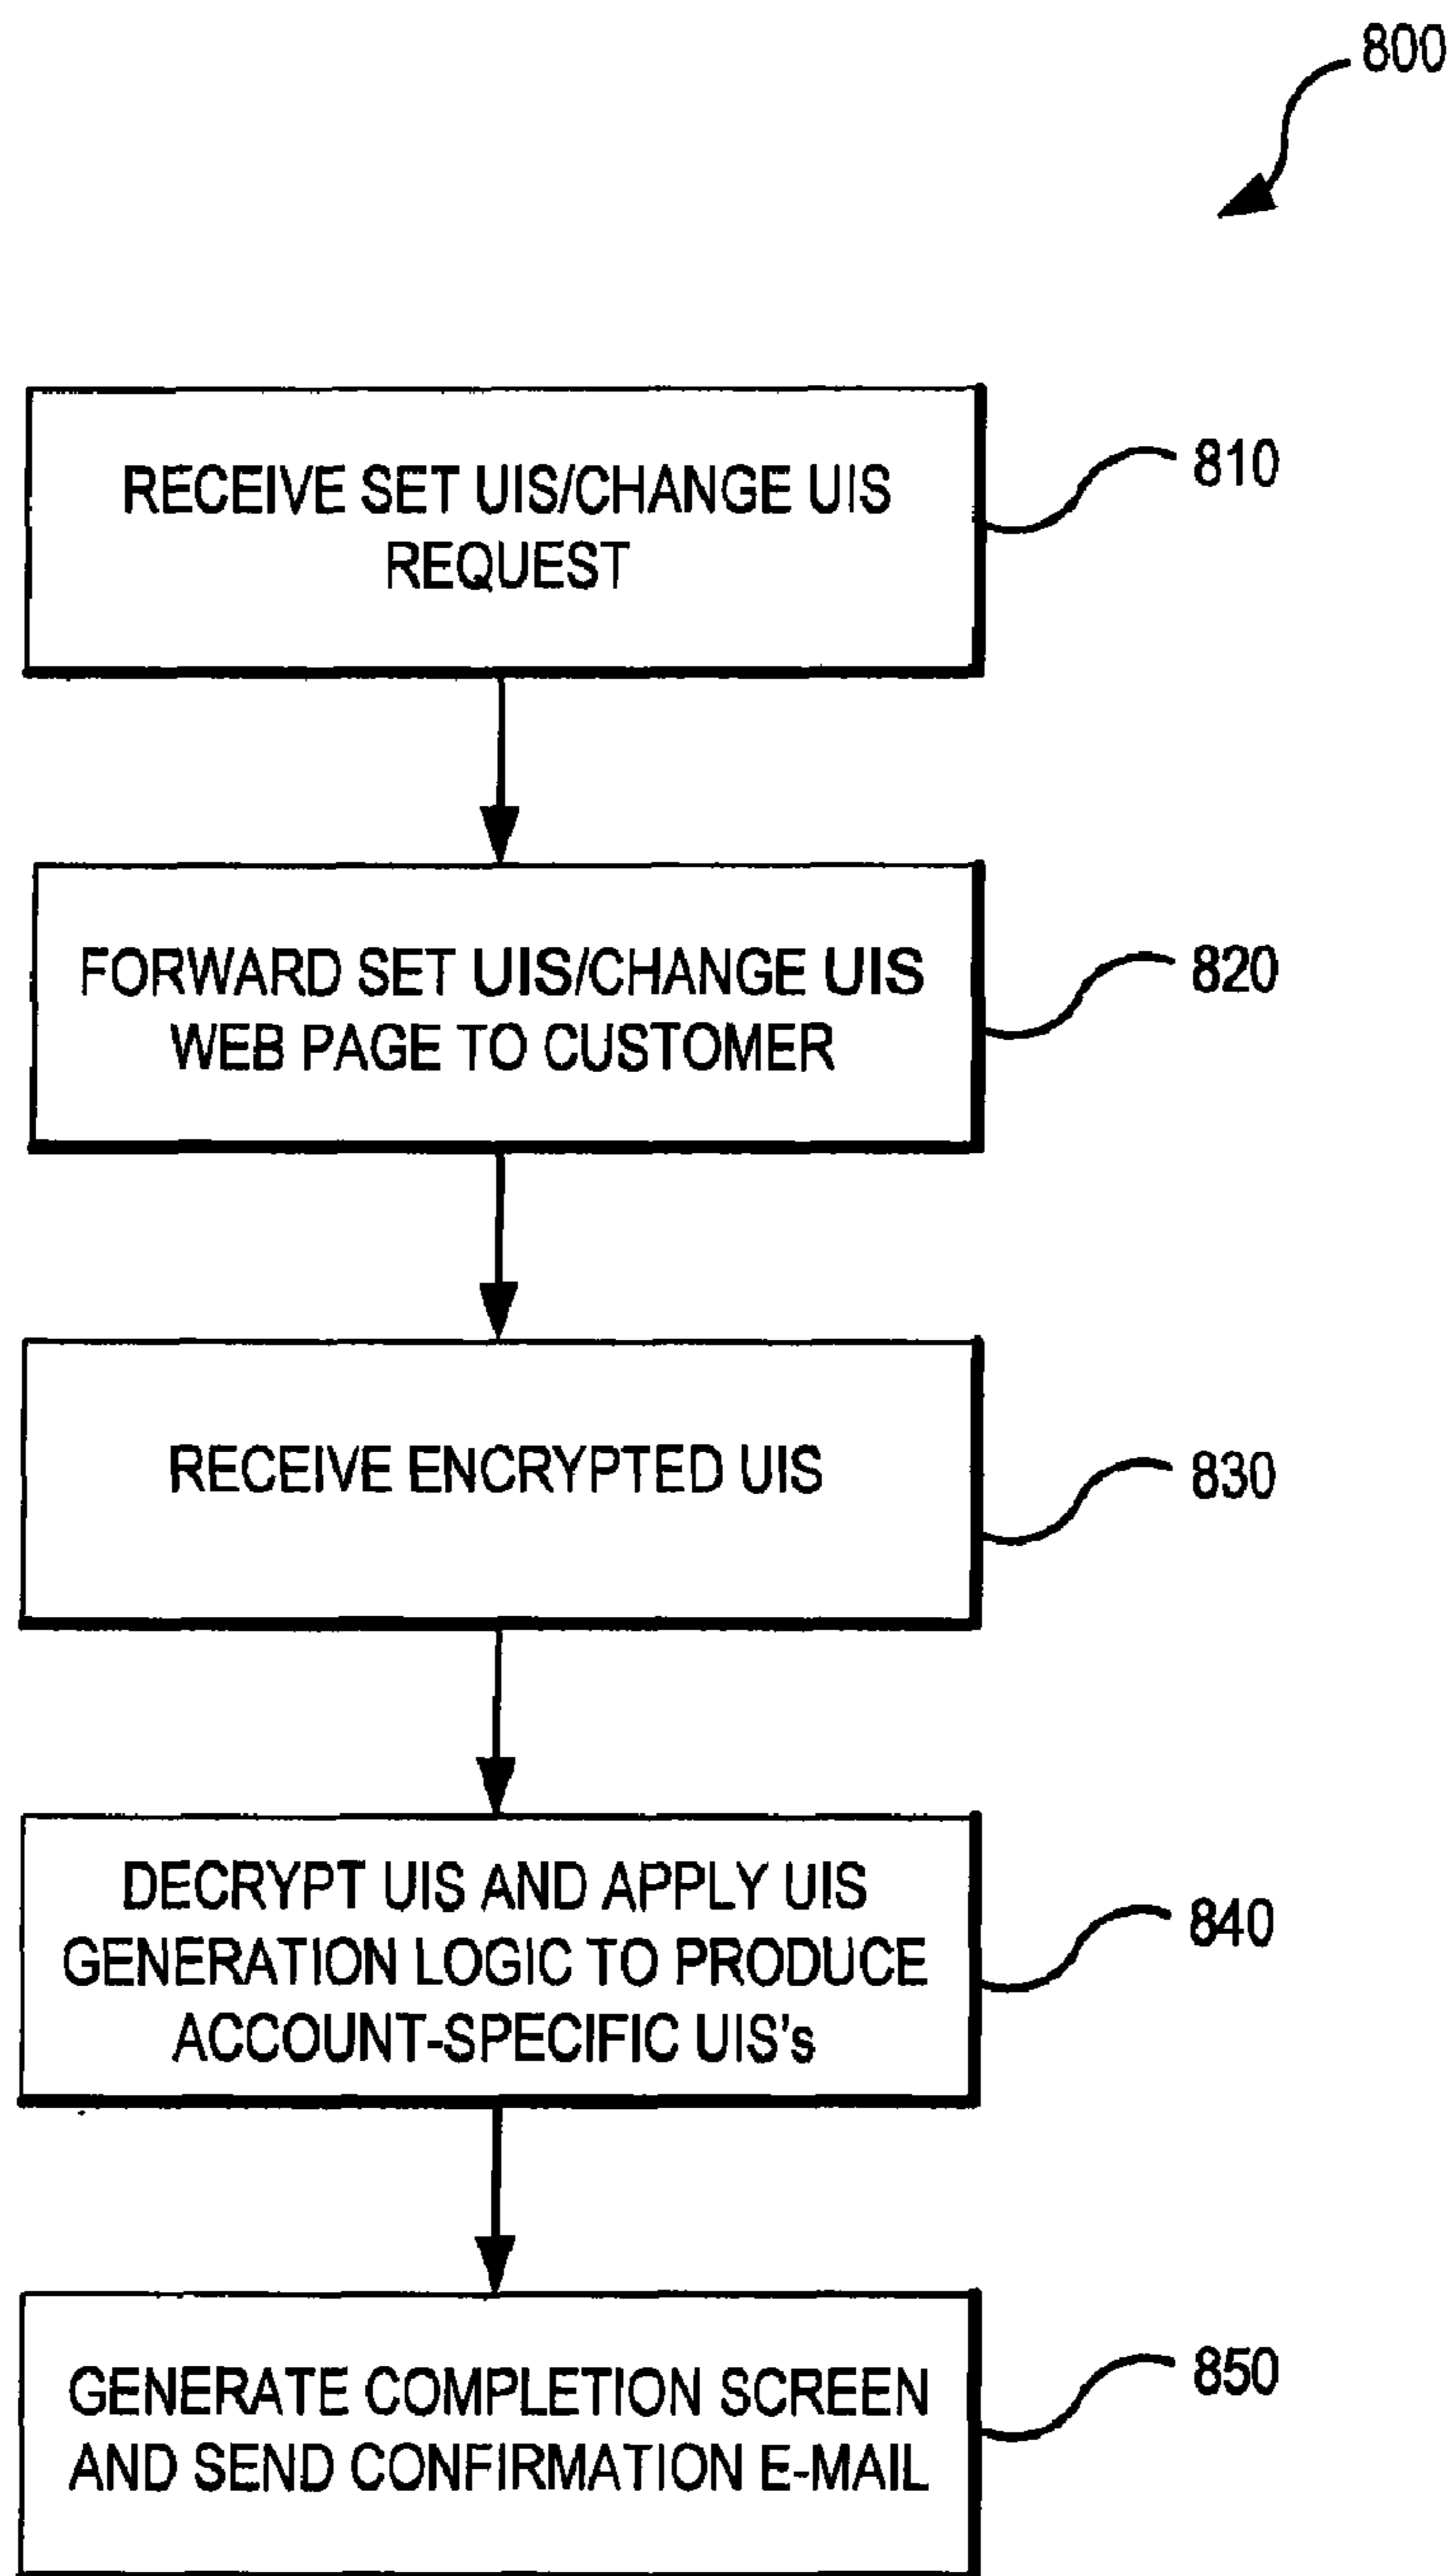 800
RECEIVE SET UIS/CHANGE UIS
REQUEST
810
FORWARD SET UIS/CHANGE UIS
WEB PAGE TO CUSTOMER
820
RECEIVE ENCRYPTED UIS
830
DECRYPT UIS AND APPLY UIS
GENERATION LOGIC TO PRODUCE
ACCOUNT-SPECIFIC UIS's
840
GENERATE COMPLETION SCREEN
AND SEND CONFIRMATION E-MAIL
850